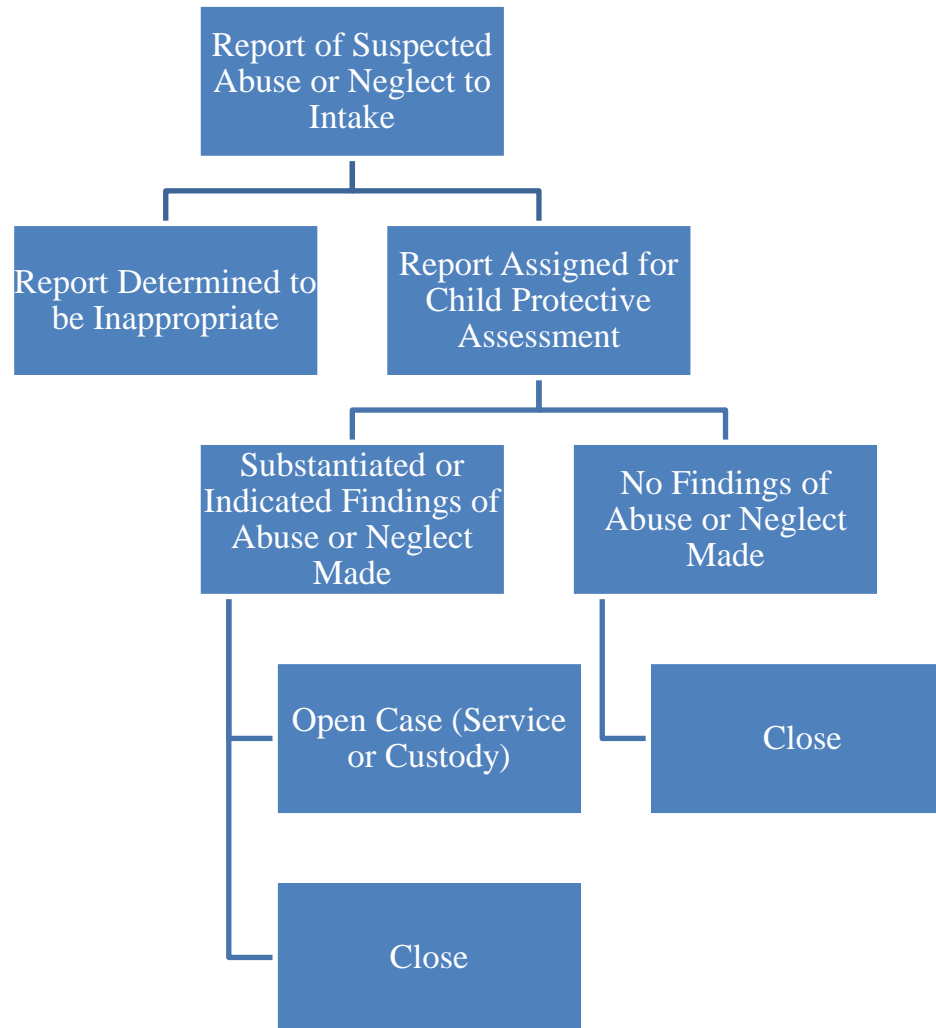 Report of Suspected
Abuse or Neglect to
Intake
Report Determined to
be Inappropriate
Report Assigned for
Child Protective
Assessment
Substantiated or
Indicated Findings of
Abuse or Neglect
Made
No Findings of
Abuse or Neglect
Made
Open Case (Service
or Custody)
Close
Close